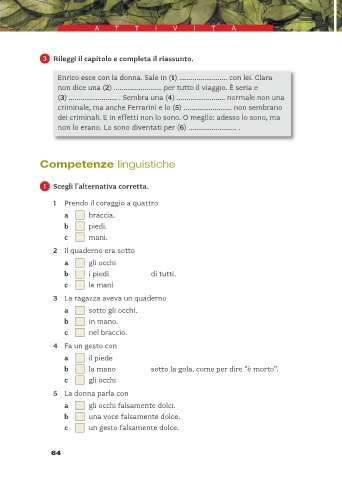 ATTIVITÀ
3 Rileggi il capitolo e completa il riassunto.
Enrico esce con la donna. Sale in (1) ........................ con lei. Clara
non dice una (2) ........................ per tutto il viaggio. È seria e
(3) ........................ . Sembra una (4) ........................ normale non una
criminale, ma anche Ferrarini e lo (5) ........................ non sembrano
dei criminali. E in effetti non lo sono. O meglio: adesso lo sono, ma
non lo erano. Lo sono diventati per (6) ........................ .
Competenze linguistiche
1 Scegli l'alternativa corretta.
1 Prendo il coraggio a quattro
a braccia.
b piedi.
c mani.
2 Il quaderno era sotto
a gli occhi
b i piedi di tutti.
c le mani
3 La ragazza aveva un quaderno
a sotto gli occhi.
b in mano.
c nel braccio.
4 Fa un gesto con
a il piede
b la mano sotto la gola, come per dire "è morto".
c gli occhi
5 La donna parla con
a gli occhi falsamente dolci.
b una voce falsamente dolce.
c un gesto falsamente dolce.
64